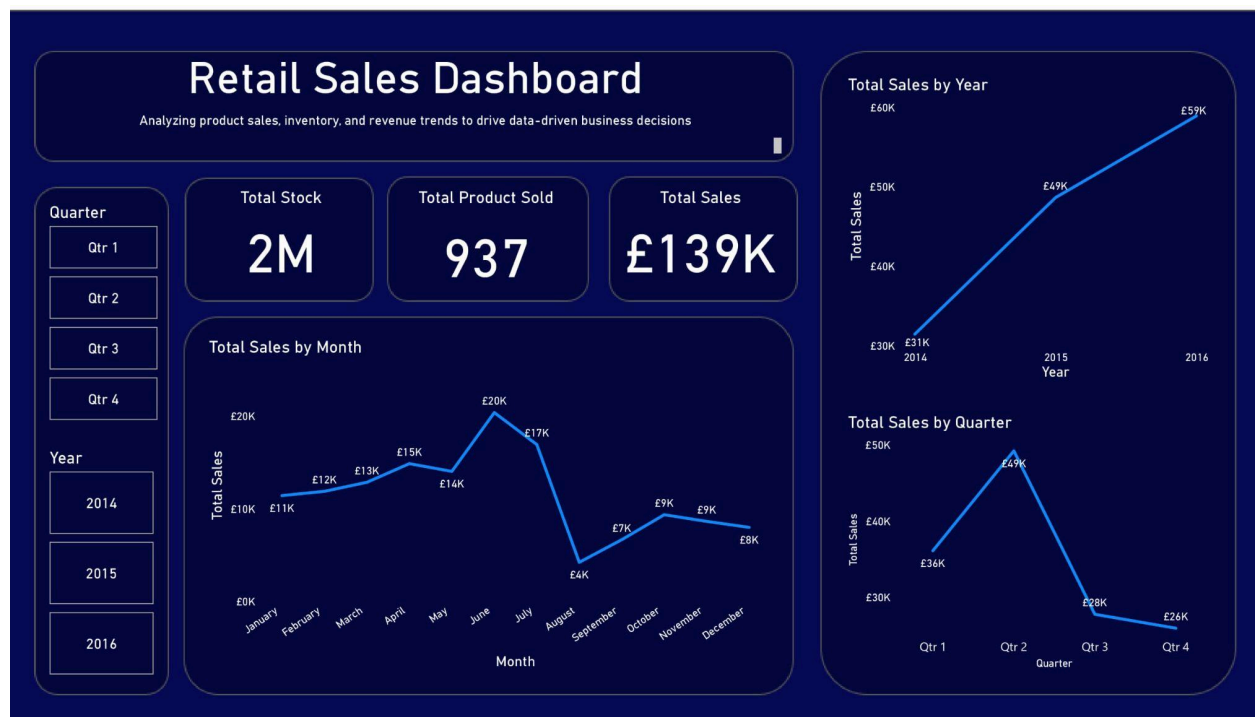 Retail Sales Dashboard
Analyzing product sales, inventory, and revenue trends to drive data-driven business decisions
Quarter
Qtr 1
Qtr 2
Qtr 3
Qtr 4
Year
2014
2015
2016
Total Stock
2M
Total Product Sold
937
Total Sales
£139K
Total Sales by Month
Total Sales
£20K
£10K
£0K
£11K
£12K
£13K
£15K
£14K
£20K
£17K
£4K
£7K
£9K
£9K
£8K
January
February
March
April
May
June
July
August
September
October
November
December
Month
Total Sales by Year
Total Sales
£60K
£50K
£40K
£30K
£31K
£49K
£59K
2014
2015
2016
Year
Total Sales by Quarter
Total Sales
£50K
£40K
£30K
£36K
£49K
£28K
£26K
Qtr 1
Qtr 2
Qtr 3
Qtr 4
Quarter